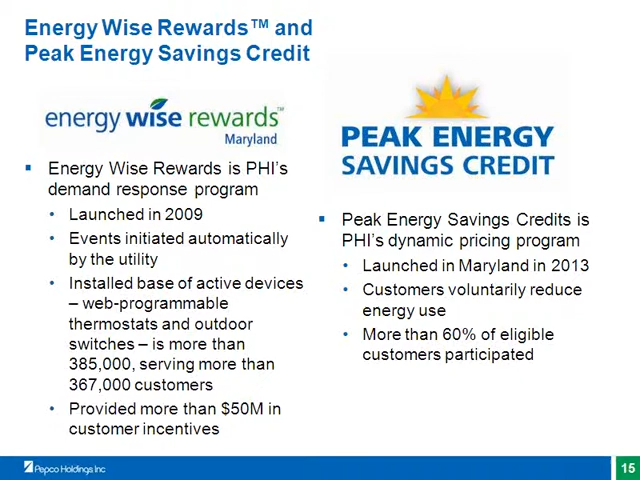 Energy Wise Rewards™ and
Peak Energy Savings Credit
energy wise rewards™
Maryland
▪ Energy Wise Rewards is PHI's
demand response program
• Launched in 2009
• Events initiated automatically
by the utility
• Installed base of active devices
– web-programmable
thermostats and outdoor
switches – is more than
385,000, serving more than
367,000 customers
• Provided more than $50M in
customer incentives
PEAK ENERGY
SAVINGS CREDIT
▪ Peak Energy Savings Credits is
PHI's dynamic pricing program
• Launched in Maryland in 2013
• Customers voluntarily reduce
energy use
• More than 60% of eligible
customers participated
Pepco Holdings Inc
15